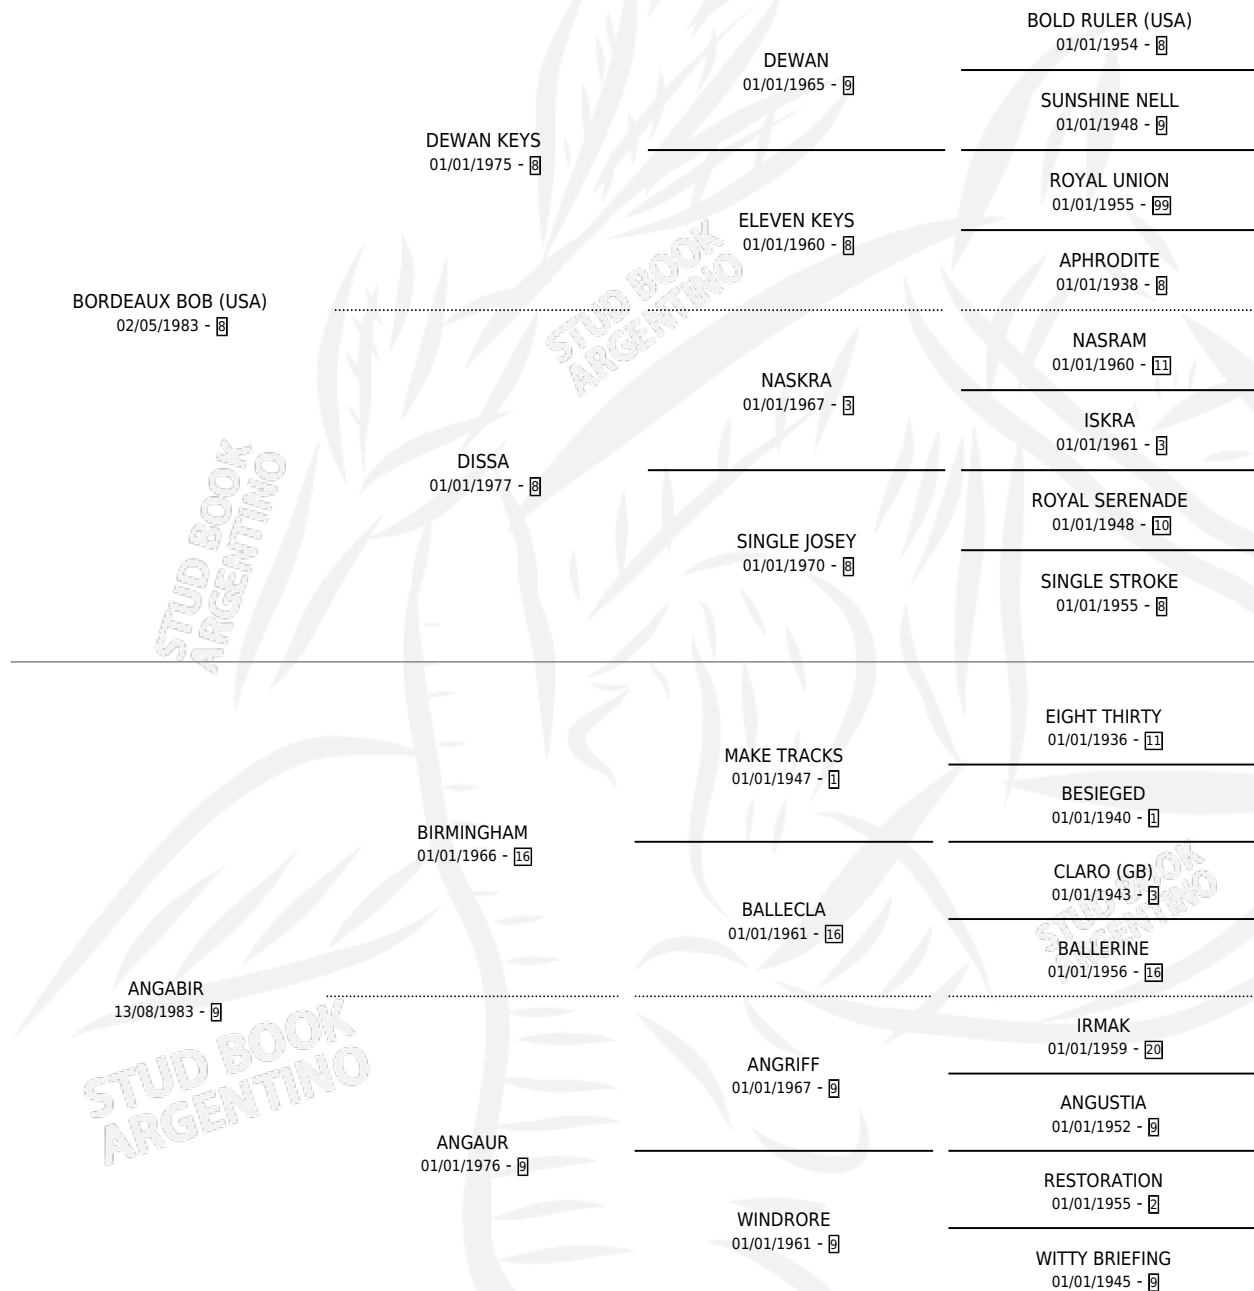 BOLD RULER (USA)
01/01/1954 - 8
DEWAN
01/01/1965 - 9
SUNSHINE NELL
01/01/1948 - 9
DEWAN KEYS
01/01/1975 - 8
ROYAL UNION
01/01/1955 - 99
ELEVEN KEYS
01/01/1960 - 8
APHRODITE
01/01/1938 - 8
BORDEAUX BOB (USA)
02/05/1983 - 8
STUD BOOK
ARGENTINO
NASRAM
01/01/1960 - 11
NASKRA
01/01/1967 - 3
ISKRA
01/01/1961 - 3
DISSA
01/01/1977 - 8
ROYAL SERENADE
01/01/1948 - 10
SINGLE JOSEY
01/01/1970 - 8
SINGLE STROKE
01/01/1955 - 8
STUD BOOK
ARGENTINO
EIGHT THIRTY
01/01/1936 - 11
MAKE TRACKS
01/01/1947 - 1
BESIEGED
01/01/1940 - 1
BIRMINGHAM
01/01/1966 - 16
CLARO (GB)
01/01/1943 - 3
BALLECLA
01/01/1961 - 16
STUD BOOK
ARGENTINO
BALLERINE
01/01/1956 - 16
ANGABIR
13/08/1983 - 9
IRMAK
01/01/1959 - 20
ANGRIFF
01/01/1967 - 9
STUD BOOK
ARGENTINO
ANGUSTIA
01/01/1952 - 9
ANGAUR
01/01/1976 - 9
RESTORATION
01/01/1955 - 2
WINDRORE
01/01/1961 - 9
WITTY BRIEFING
01/01/1945 - 9